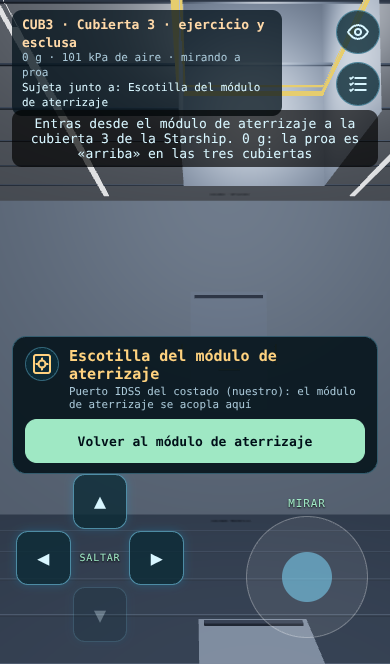 CUB3 · Cubierta 3 · ejercicio y
esclusa
0 g · 101 kPa de aire · mirando a
proa
Sujeta junto a: Escotilla del módulo
de aterrizaje
Entras desde el módulo de aterrizaje a la
cubierta 3 de la Starship. 0 g: la proa es
«arriba» en las tres cubiertas
Escotilla del módulo de
aterrizaje
Puerto IDSS del costado (nuestro): el módulo
de aterrizaje se acopla aquí
Volver al módulo de aterrizaje
MIRAR
SALTAR